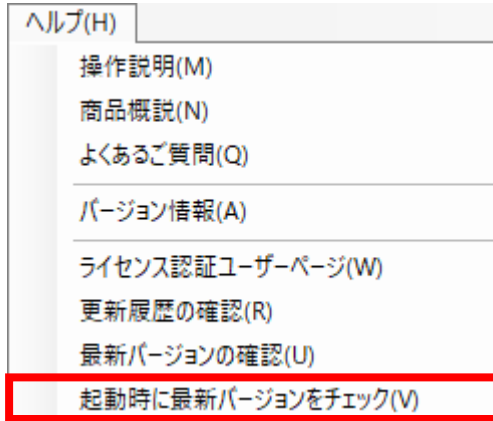 ヘルプ(H)
操作説明(M)
商品概説(N)
よくあるご質問(Q)
バージョン情報(A)
ライセンス認証ユーザーページ(W)
更新履歴の確認(R)
最新バージョンの確認(U)
起動時に最新バージョンをチェック(V)